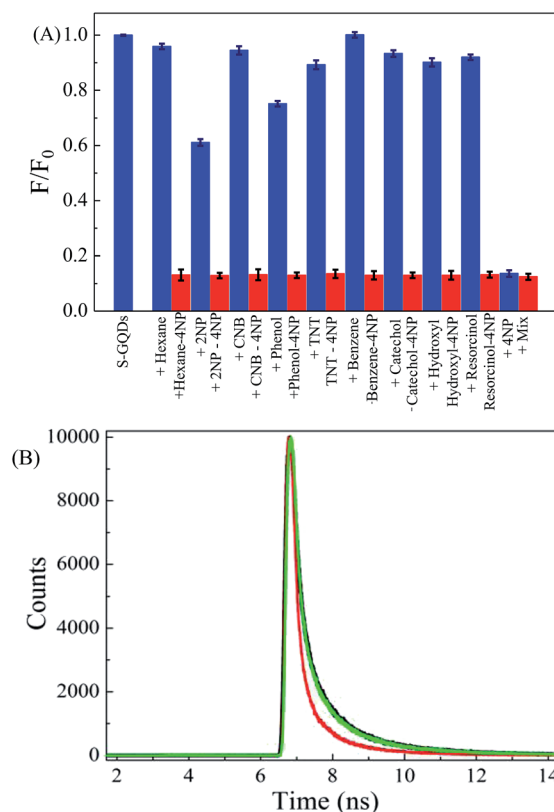 (A)
F/F0
1.0
0.8
0.6
0.4
0.2
0.0
S-GQDs
+ Hexane
+Hexane-4NP
+ 2NP
+ 2NP - 4NP
+ CNB
+ CNB - 4NP
+ Phenol
+Phenol-4NP
+ TNT
TNT - 4NP
+ Benzene
-Benzene-4NP
+ Catechol
-Catechol-4NP
+ Hydroxyl
Hydroxyl-4NP
+ Resorcinol
Resorcinol-4NP
+ 4NP
+ Mix
(B)
Counts
10000
8000
6000
4000
2000
0
2 4 6 8 10 12 14
Time (ns)